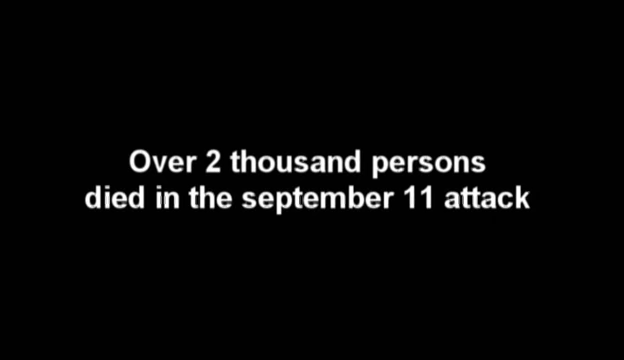 Over 2 thousand persons
died in the september 11 attack